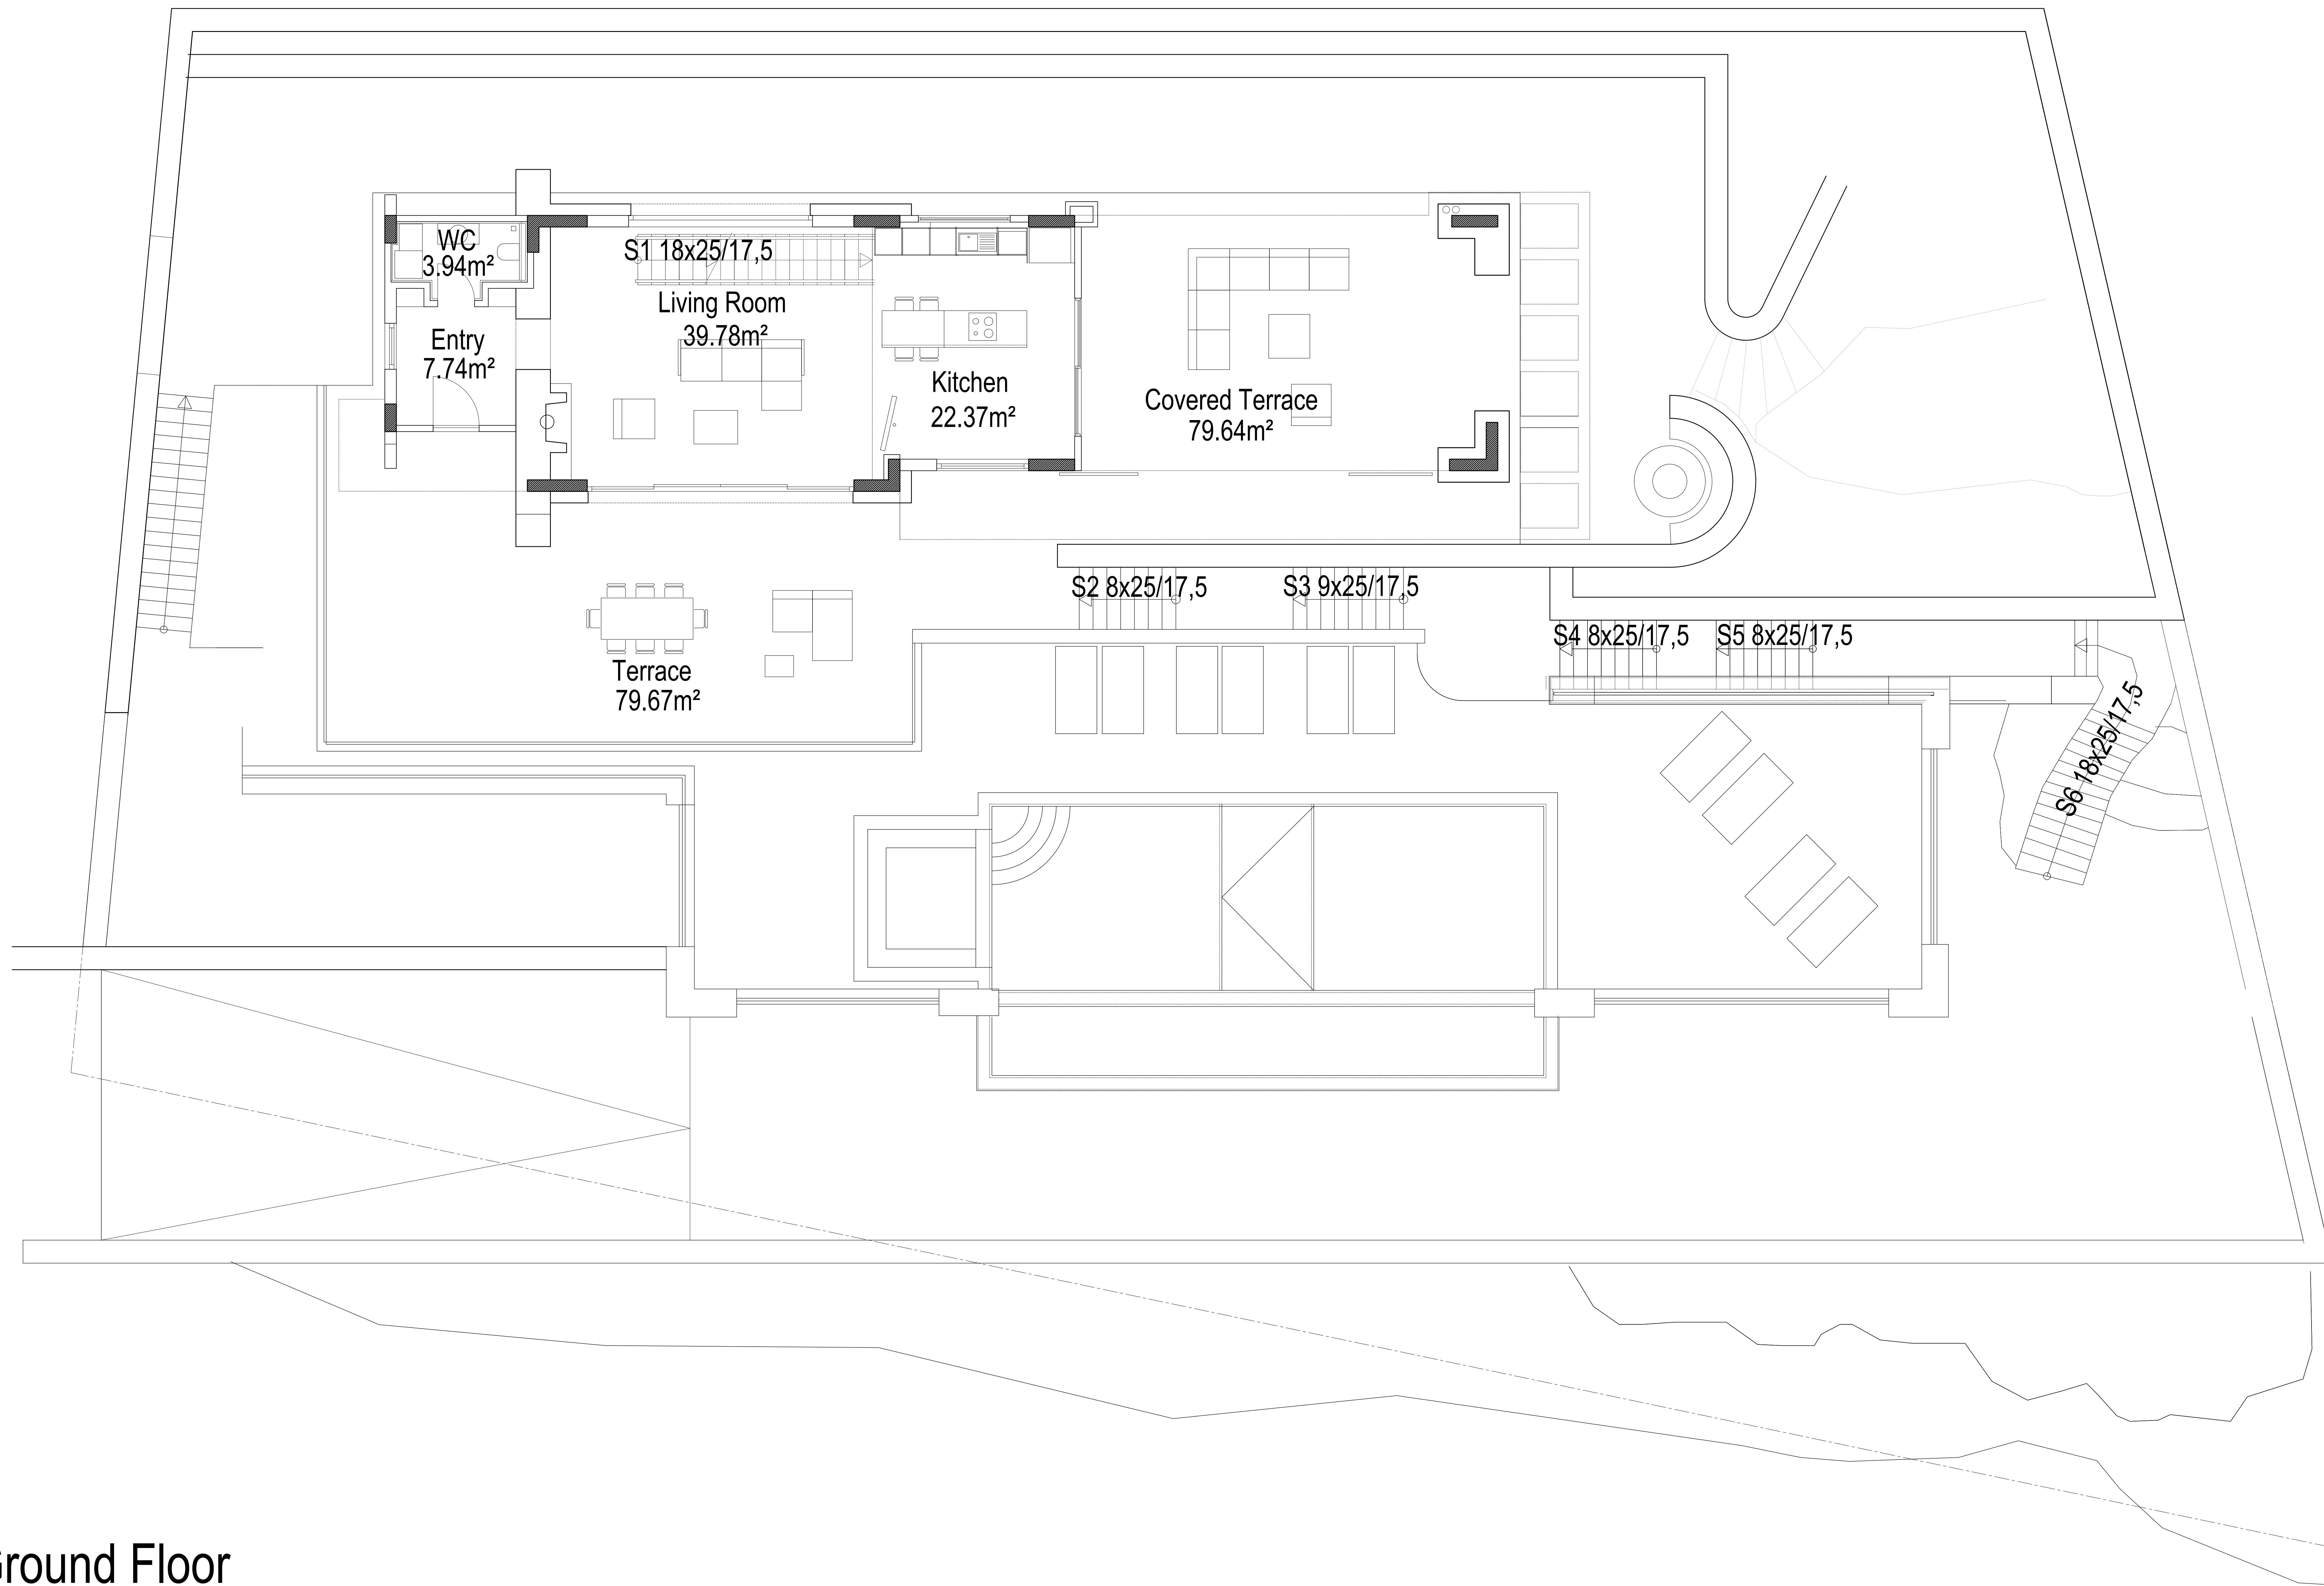 WC
3.94m²
S1 18x25/17,5
Living Room
39.78m²
Entry
7.74m²
Kitchen
22.37m²
Covered Terrace
79.64m²
S2 8x25/17,5
S3 9x25/17,5
S4 8x25/17,5
S5 8x25/17,5
Terrace
79.67m²
S6 18x25/17,5
Ground Floor